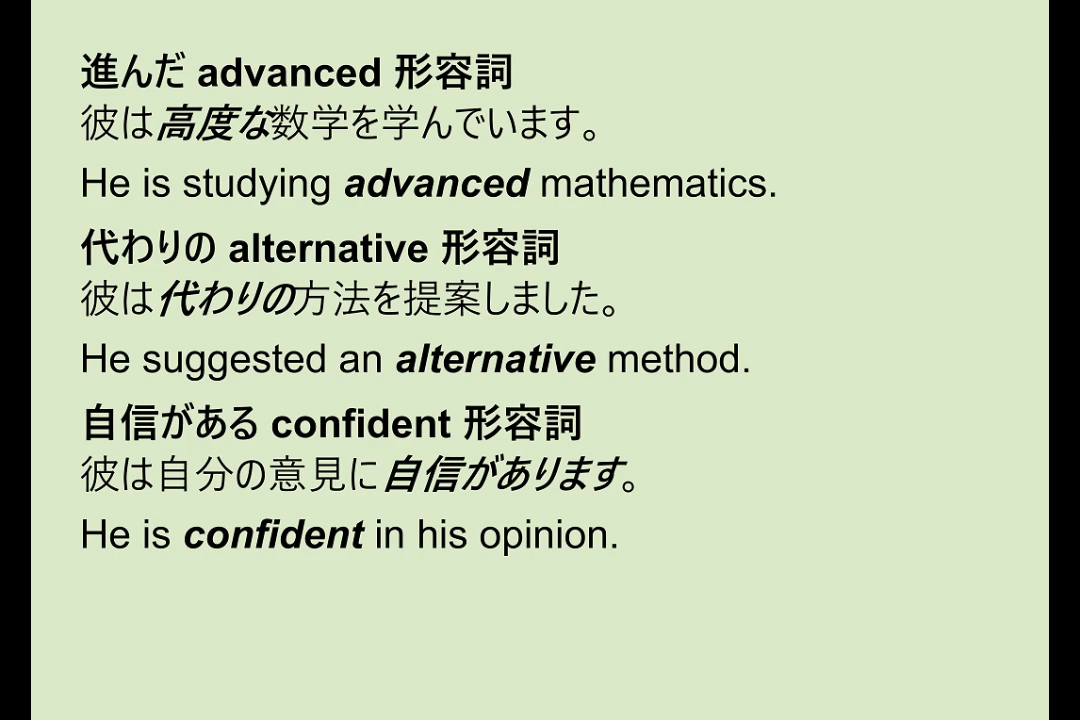 進んだ advanced 形容詞
彼は高度な数学を学んでいます。
He is studying advanced mathematics.
代わりの alternative 形容詞
彼は代わりの方法を提案しました。
He suggested an alternative method.
自信がある confident 形容詞
彼は自分の意見に自信があります。
He is confident in his opinion.